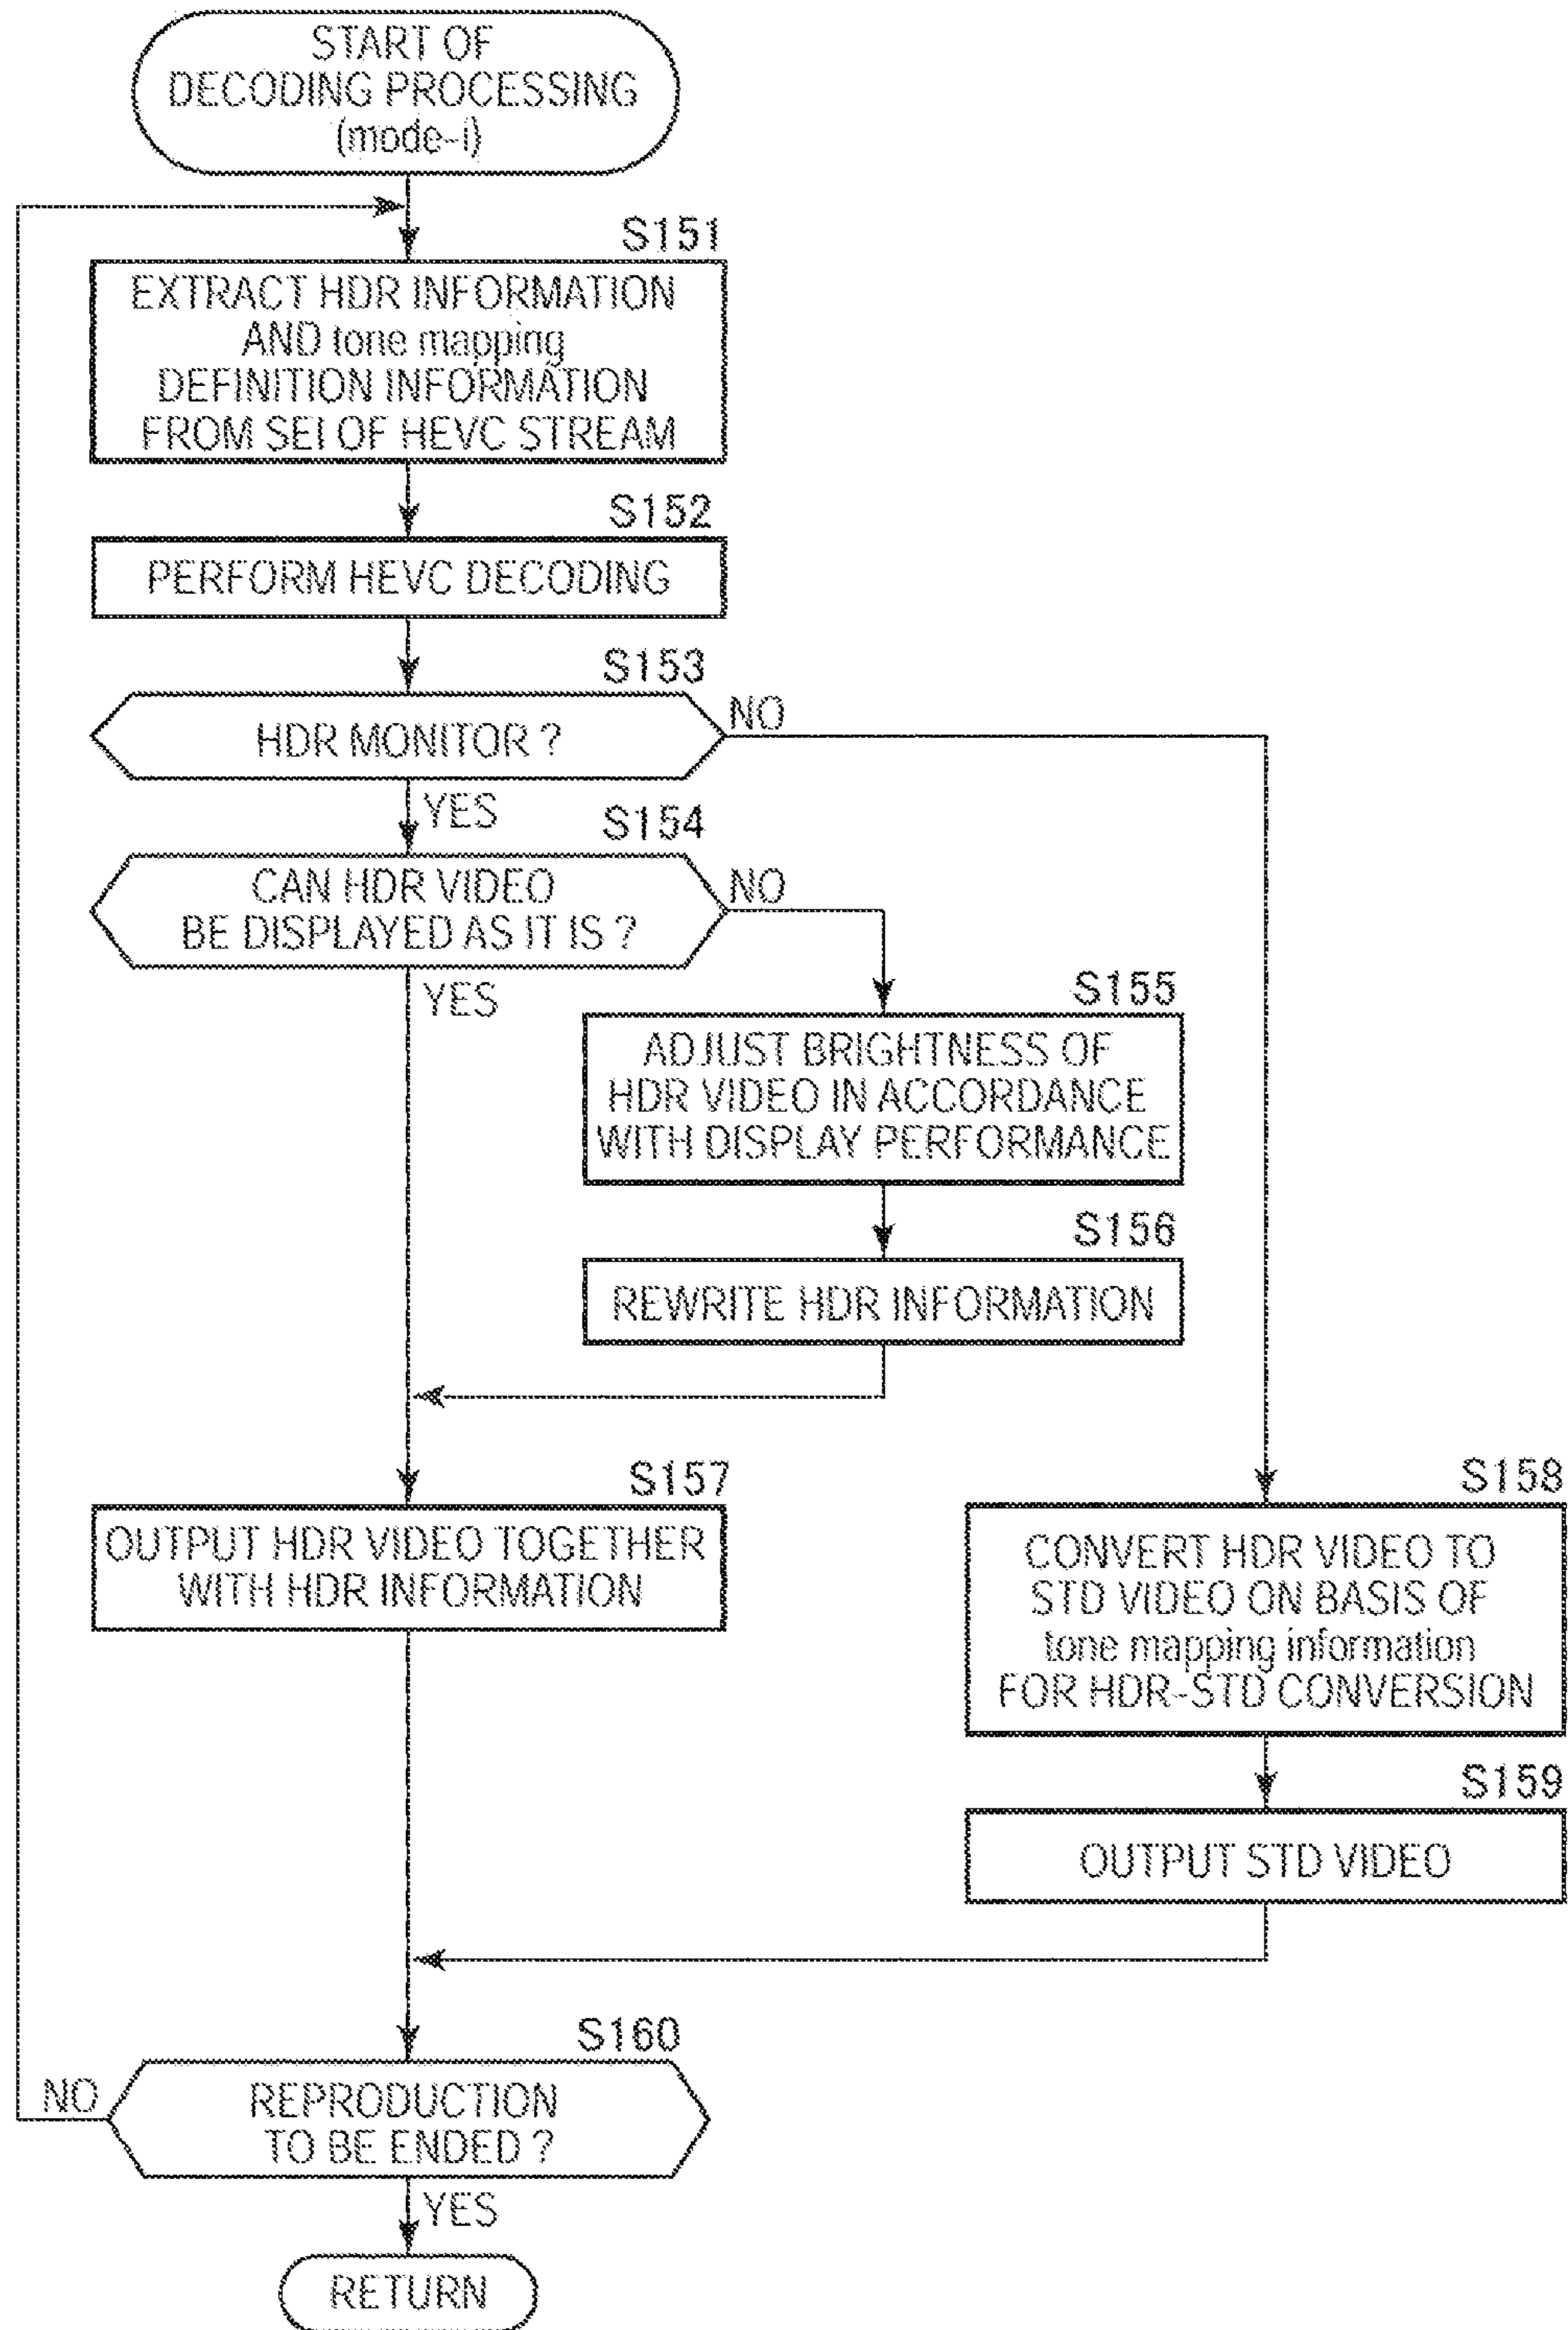 START OF
DECODING PROCESSING
(mode-i)
S151
EXTRACT HDR INFORMATION
AND tone mapping
DEFINITION INFORMATION
FROM SEI OF HEVC STREAM
S152
PERFORM HEVC DECODING
S153
HDR MONITOR ?
NO
YES
S154
CAN HDR VIDEO
BE DISPLAYED AS IT IS ?
NO
YES
S155
ADJUST BRIGHTNESS OF
HDR VIDEO IN ACCORDANCE
WITH DISPLAY PERFORMANCE
S156
REWRITE HDR INFORMATION
S157
OUTPUT HDR VIDEO TOGETHER
WITH HDR INFORMATION
S158
CONVERT HDR VIDEO TO
STD VIDEO ON BASIS OF
tone mapping information
FOR HDR-STD CONVERSION
S159
OUTPUT STD VIDEO
S160
REPRODUCTION
TO BE ENDED ?
NO
YES
RETURN